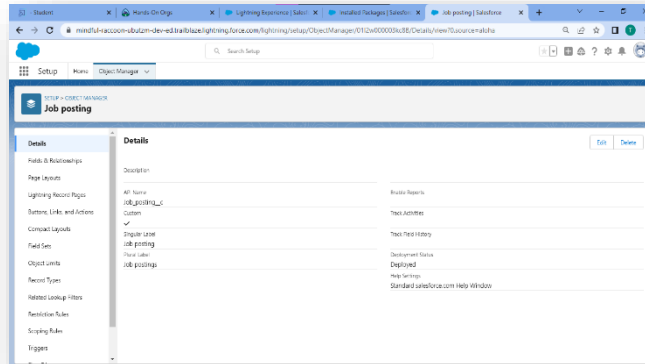 - Student
Hands-On Orgs
Lightning Experience | Salesf
Installed Packages | Salesforce
Job posting | Salesforce
mindful-raccoon-ubutzm-dev-ed.trailblaze.lightning.force.com/lightning/setup/ObjectManager/
Search Setup
Setup
Home
Object Manager
SETUP > OBJECT MANAGER
Job posting
Details
Fields & Relationships
Page Layouts
Lightning Record Pages
Buttons, Links, and Actions
Compact Layouts
Field Sets
Object Limits
Record Types
Related Lookup Filters
Restriction Rules
Scoping Rules
Triggers
Details
Edit
Delete
Description
API Name
Job_posting__c
Custom
✓
Singular Label
Job posting
Plural Label
Job postings
Enable Reports
Track Activities
Track Field History
Deployment Status
Deployed
Help Settings
Standard salesforce.com Help Window